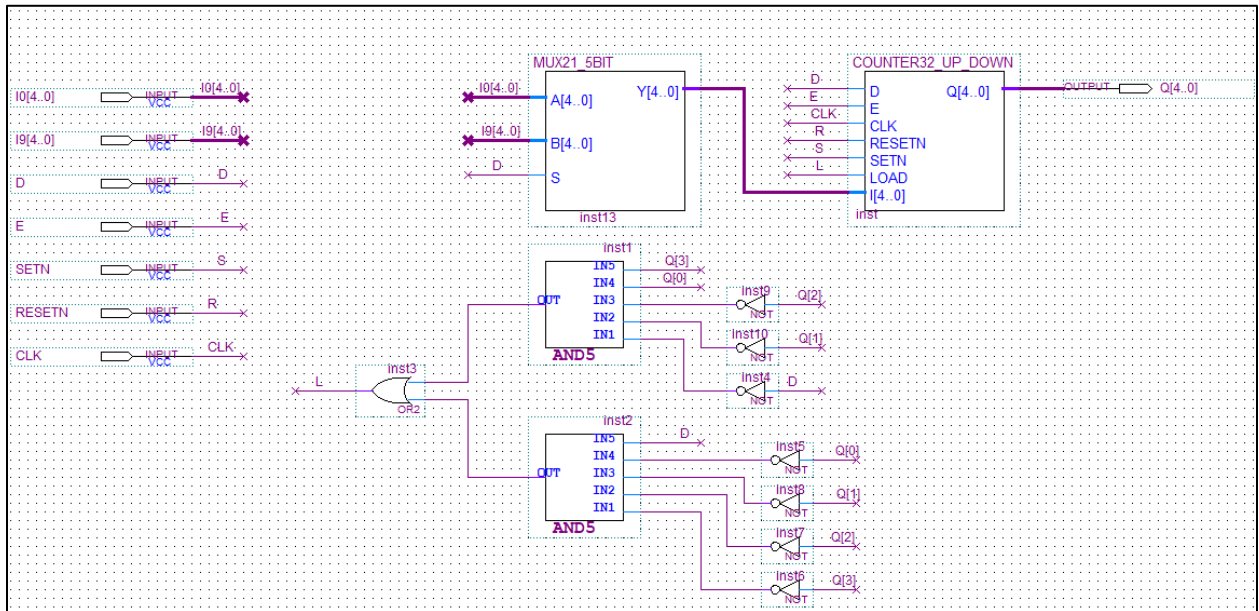 I0[4..0] INPUT VCC I0[4..0]
I9[4..0] INPUT VCC I9[4..0]
D INPUT VCC D
E INPUT VCC E
SETN INPUT VCC S
RESETN INPUT VCC R
CLK INPUT VCC CLK
MUX21_5BIT
I0[4..0] A[4..0] Y[4..0]
I9[4..0] B[4..0]
D S
inst13
COUNTER32_UP_DOWN
D D Q[4..0] OUTPUT Q[4..0]
E E
CLK CLK
R RESETN
S SETN
L LOAD
I[4..0]
inst
inst1
IN5 Q[3]
IN4 Q[0]
OUT IN3 inst9 NOT Q[2]
IN2 inst10 NOT Q[1]
IN1 inst4 NOT D
AND5
L inst3 OR2
inst2
IN5 D
IN4 inst5 NOT Q[0]
OUT IN3 inst8 NOT Q[1]
IN2 inst7 NOT Q[2]
IN1 inst6 NOT Q[3]
AND5